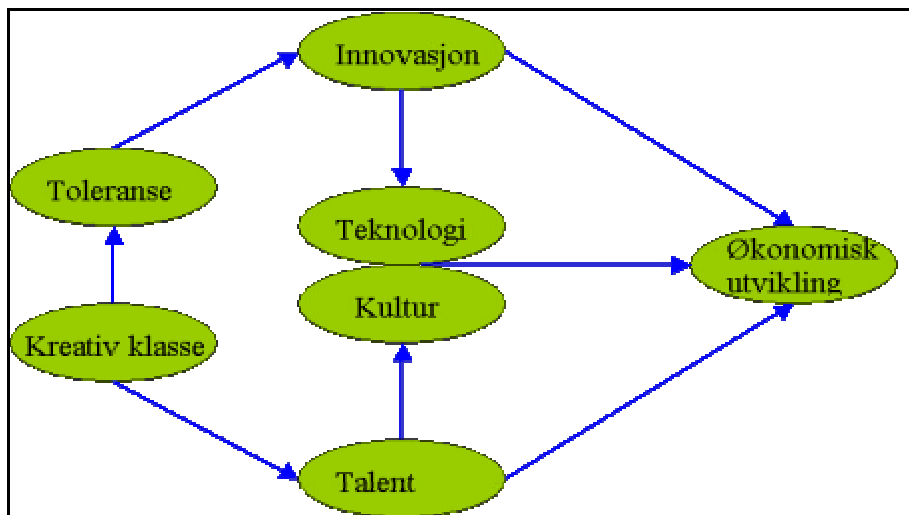 Innovasjon
Toleranse
Teknologi
Økonomisk
utvikling
Kultur
Kreativ klasse
Talent